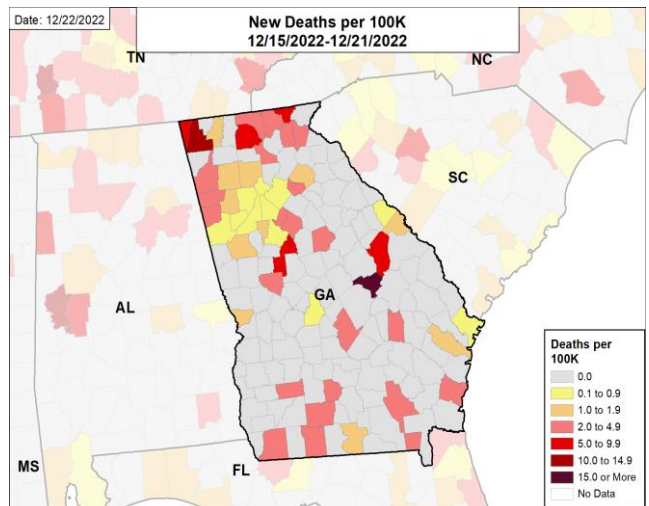 Date: 12/22/2022
New Deaths per 100K
12/15/2022-12/21/2022
TN
NC
SC
AL
GA
MS
FL
Deaths per
100K
0.0
0.1 to 0.9
1.0 to 1.9
2.0 to 4.9
5.0 to 9.9
10.0 to 14.9
15.0 or More
No Data